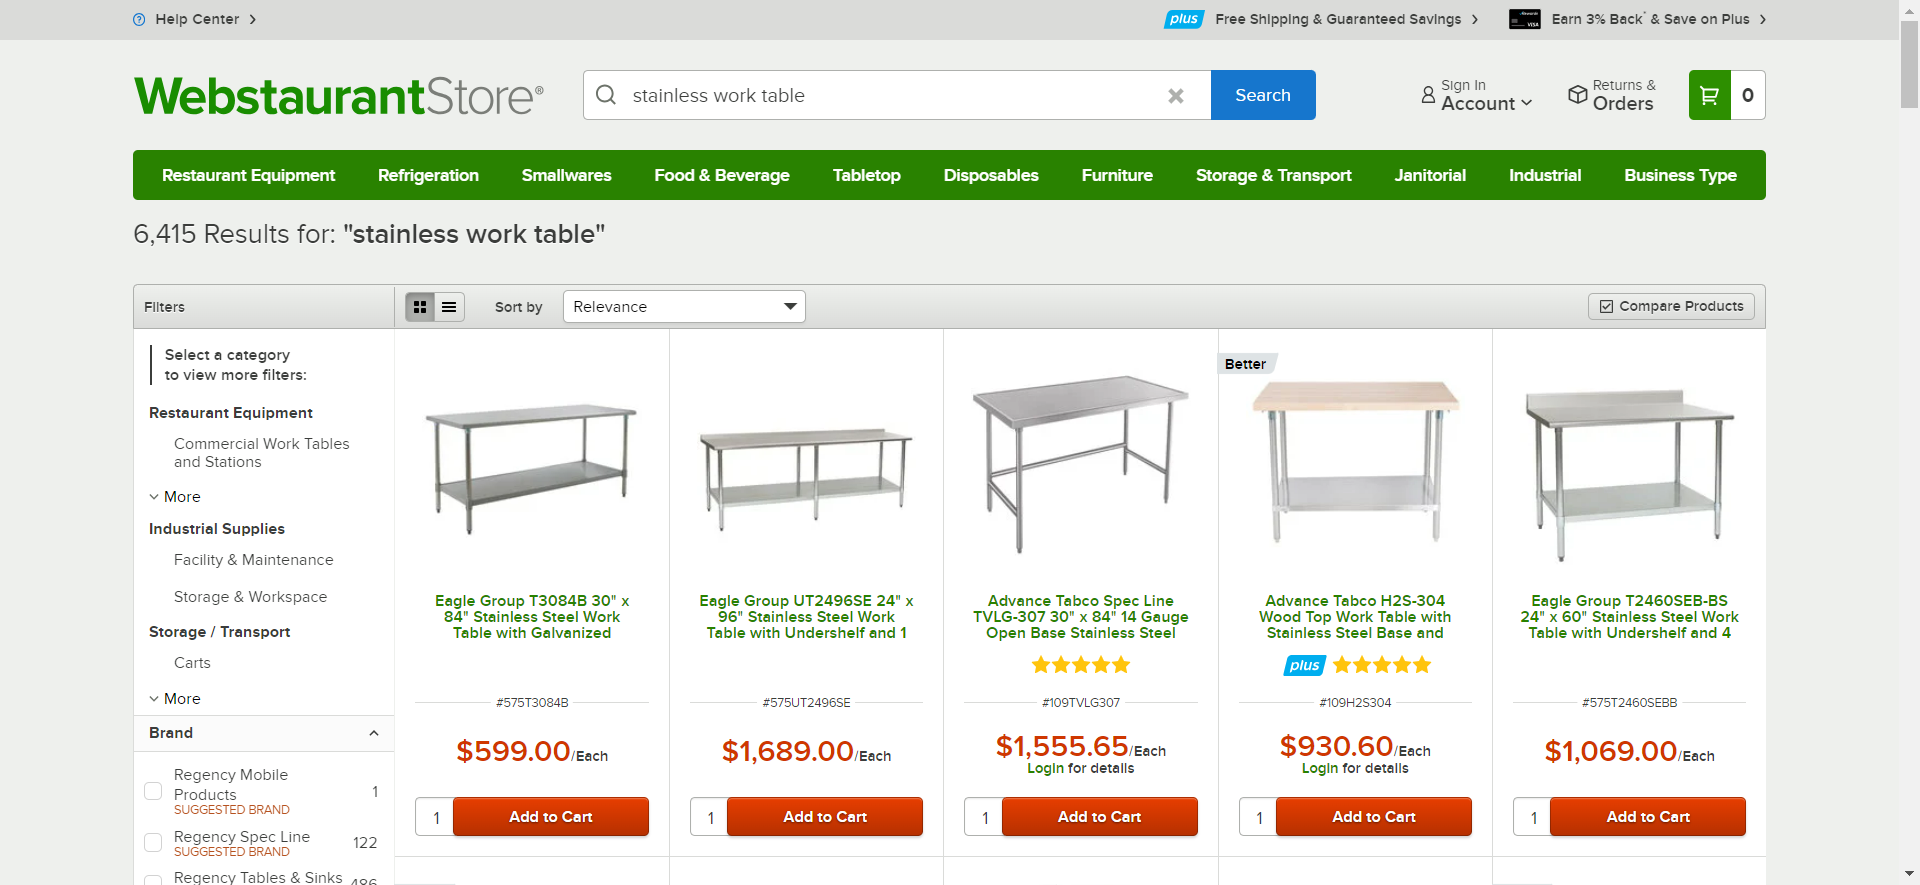 Help Center
plus Free Shipping & Guaranteed Savings
Earn 3% Back* & Save on Plus
WebstaurantStore®
stainless work table
Search
Sign In
Account
Returns &
Orders
0
Restaurant Equipment Refrigeration Smallwares Food & Beverage Tabletop Disposables Furniture Storage & Transport Janitorial Industrial Business Type
6,415 Results for: "stainless work table"
Filters
Sort by
Relevance
Compare Products
Select a category
to view more filters:
Restaurant Equipment
Commercial Work Tables
and Stations
More
Industrial Supplies
Facility & Maintenance
Storage & Workspace
Storage / Transport
Carts
More
Brand
Regency Mobile
Products
1
SUGGESTED BRAND
Regency Spec Line
122
SUGGESTED BRAND
Regency Tables & Sinks
486
Eagle Group T3084B 30" x
84" Stainless Steel Work
Table with Galvanized
#575T3084B
$599.00/Each
1
Add to Cart
Eagle Group UT2496SE 24" x
96" Stainless Steel Work
Table with Undershelf and 1
#575UT2496SE
$1,689.00/Each
1
Add to Cart
Advance Tabco Spec Line
TVLG-307 30" x 84" 14 Gauge
Open Base Stainless Steel
#109TVLG307
$1,555.65/Each
Login for details
1
Add to Cart
Better
Advance Tabco H2S-304
Wood Top Work Table with
Stainless Steel Base and
plus
#109H2S304
$930.60/Each
Login for details
1
Add to Cart
Eagle Group T2460SEB-BS
24" x 60" Stainless Steel Work
Table with Undershelf and 4
#575T2460SEBB
$1,069.00/Each
1
Add to Cart